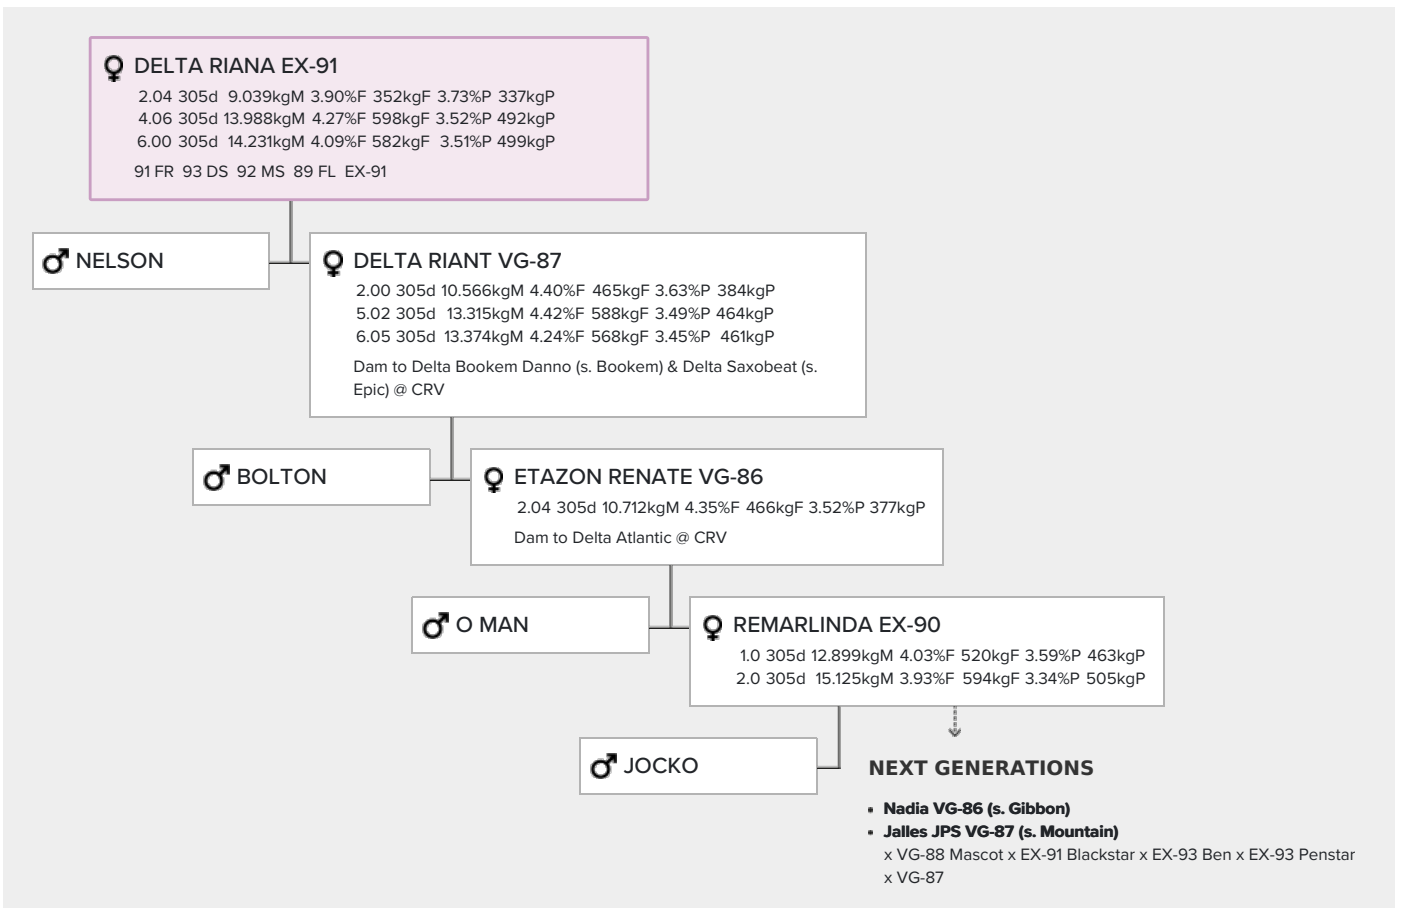 DELTA RIANA EX-91
2.04 305d 9.039kgM 3.90%F 352kgF 3.73%P 337kgP
4.06 305d 13.988kgM 4.27%F 598kgF 3.52%P 492kgP
6.00 305d 14.231kgM 4.09%F 582kgF 3.51%P 499kgP
91 FR 93 DS 92 MS 89 FL EX-91
NELSON
DELTA RIANT VG-87
2.00 305d 10.566kgM 4.40%F 465kgF 3.63%P 384kgP
5.02 305d 13.315kgM 4.42%F 588kgF 3.49%P 464kgP
6.05 305d 13.374kgM 4.24%F 568kgF 3.45%P 461kgP
Dam to Delta Bookem Danno (s. Bookem) & Delta Saxobeat (s.
Epic) @ CRV
BOLTON
ETAZON RENATE VG-86
2.04 305d 10.712kgM 4.35%F 466kgF 3.52%P 377kgP
Dam to Delta Atlantic @ CRV
O MAN
REMARLINDA EX-90
1.0 305d 12.899kgM 4.03%F 520kgF 3.59%P 463kgP
2.0 305d 15.125kgM 3.93%F 594kgF 3.34%P 505kgP
JOCKO
NEXT GENERATIONS
• Nadia VG-86 (s. Gibbon)
• Jalles JPS VG-87 (s. Mountain)
x VG-88 Mascot x EX-91 Blackstar x EX-93 Ben x EX-93 Penstar
x VG-87